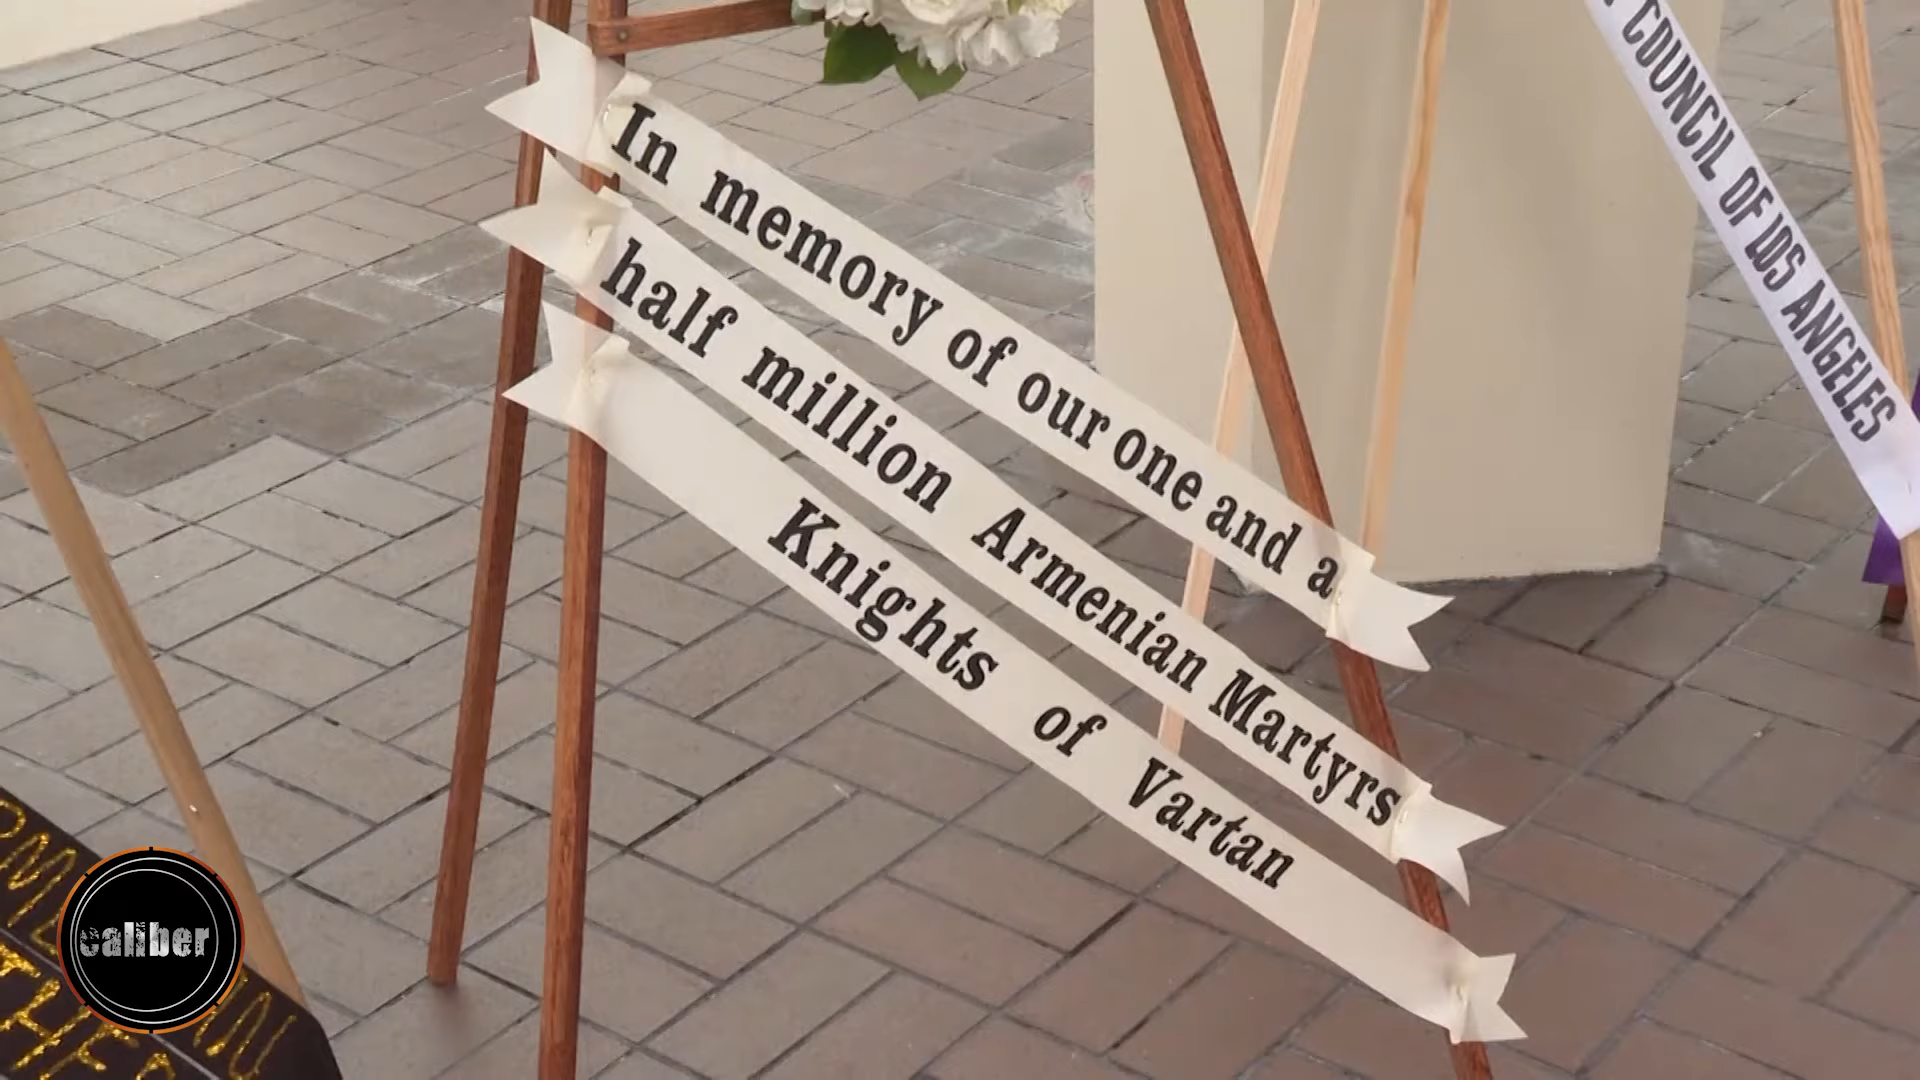 In memory of our one and a
half million Armenian Martyrs
Knights of Vartan
COUNCIL OF LOS ANGELES
caliber